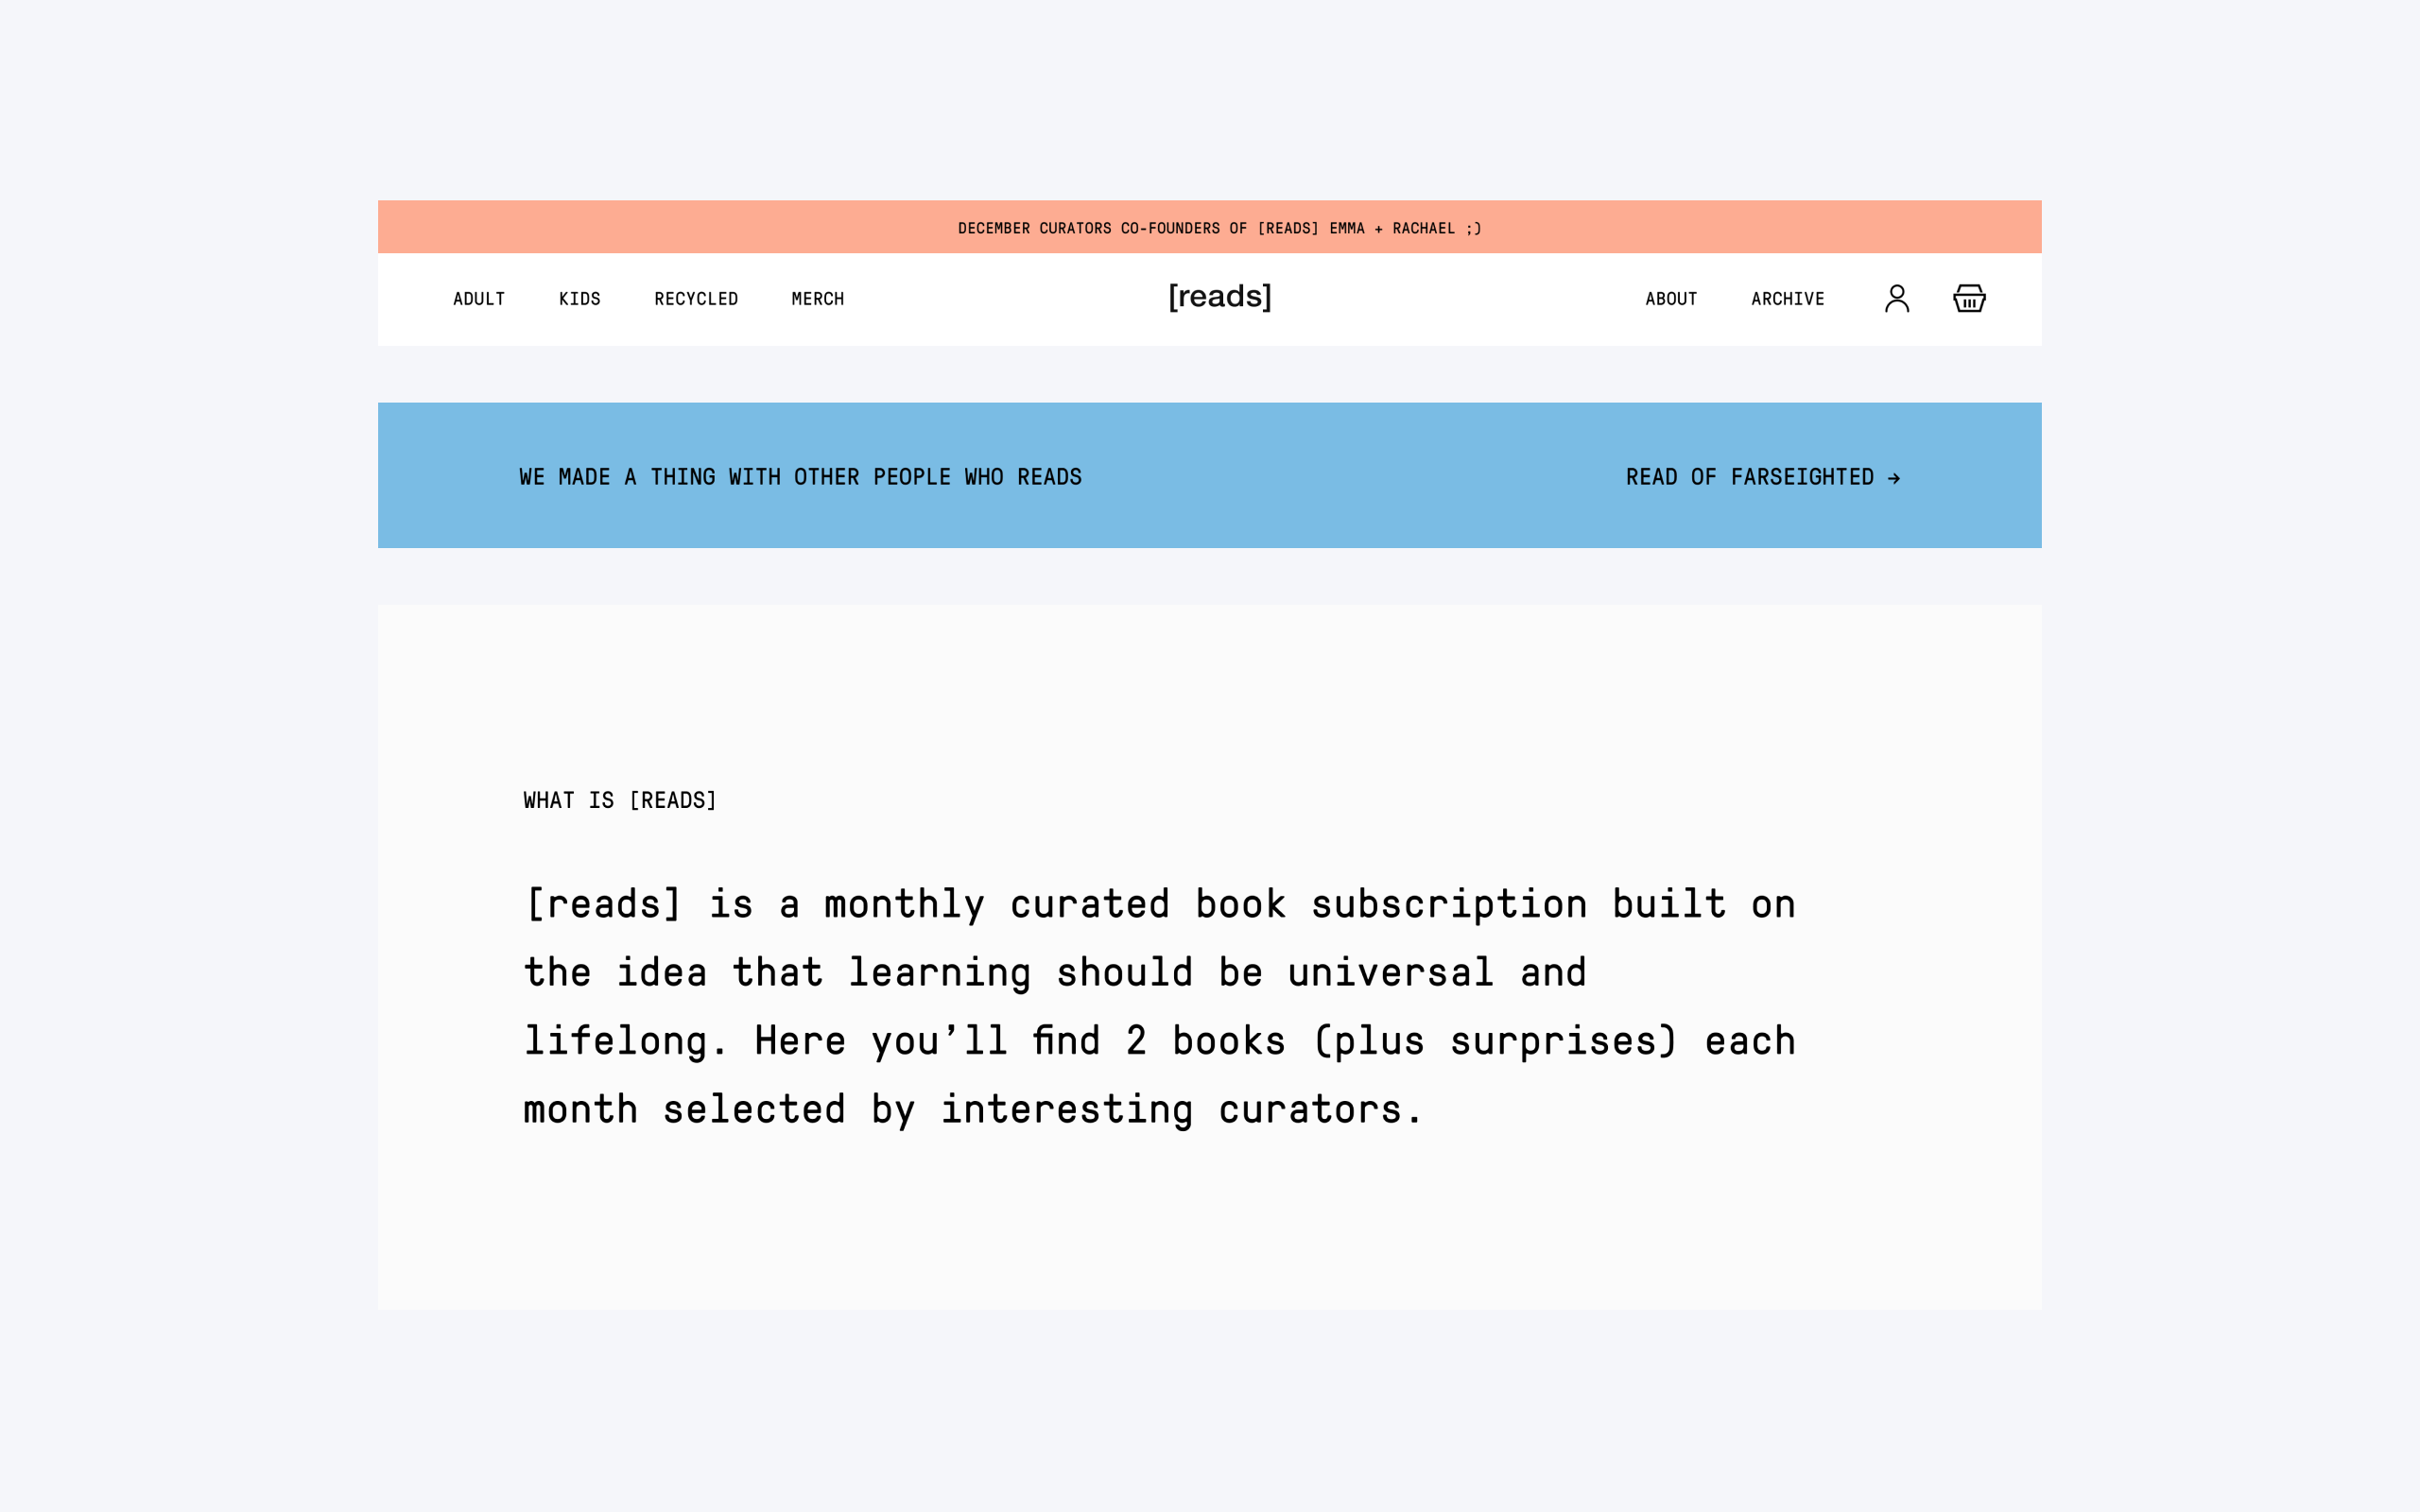 DECEMBER CURATORS CO-FOUNDERS OF [READS] EMMA + RACHAEL ;)
ADULT KIDS RECYCLED MERCH [reads] ABOUT ARCHIVE
WE MADE A THING WITH OTHER PEOPLE WHO READS READ OF FARSEIGHTED →
WHAT IS [READS]
[reads] is a monthly curated book subscription built on
the idea that learning should be universal and
lifelong. Here you’ll find 2 books (plus surprises) each
month selected by interesting curators.